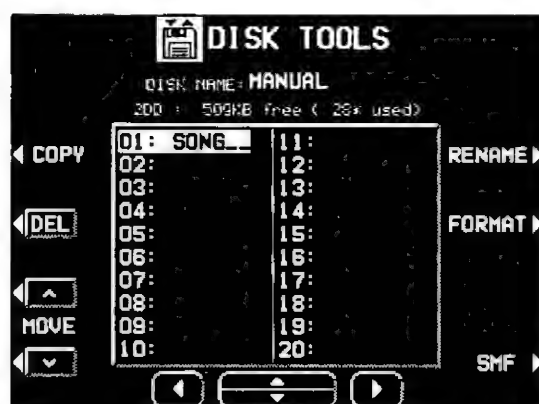 DISK TOOLS
DISK NAME: MANUAL
2DD : 509KB free ( 28% used)
COPY
DEL
MOVE
RENAME
FORMAT
SMF
01: SONG__
02:
03:
04:
05:
06:
07:
08:
09:
10:
11:
12:
13:
14:
15:
16:
17:
18:
19:
20: